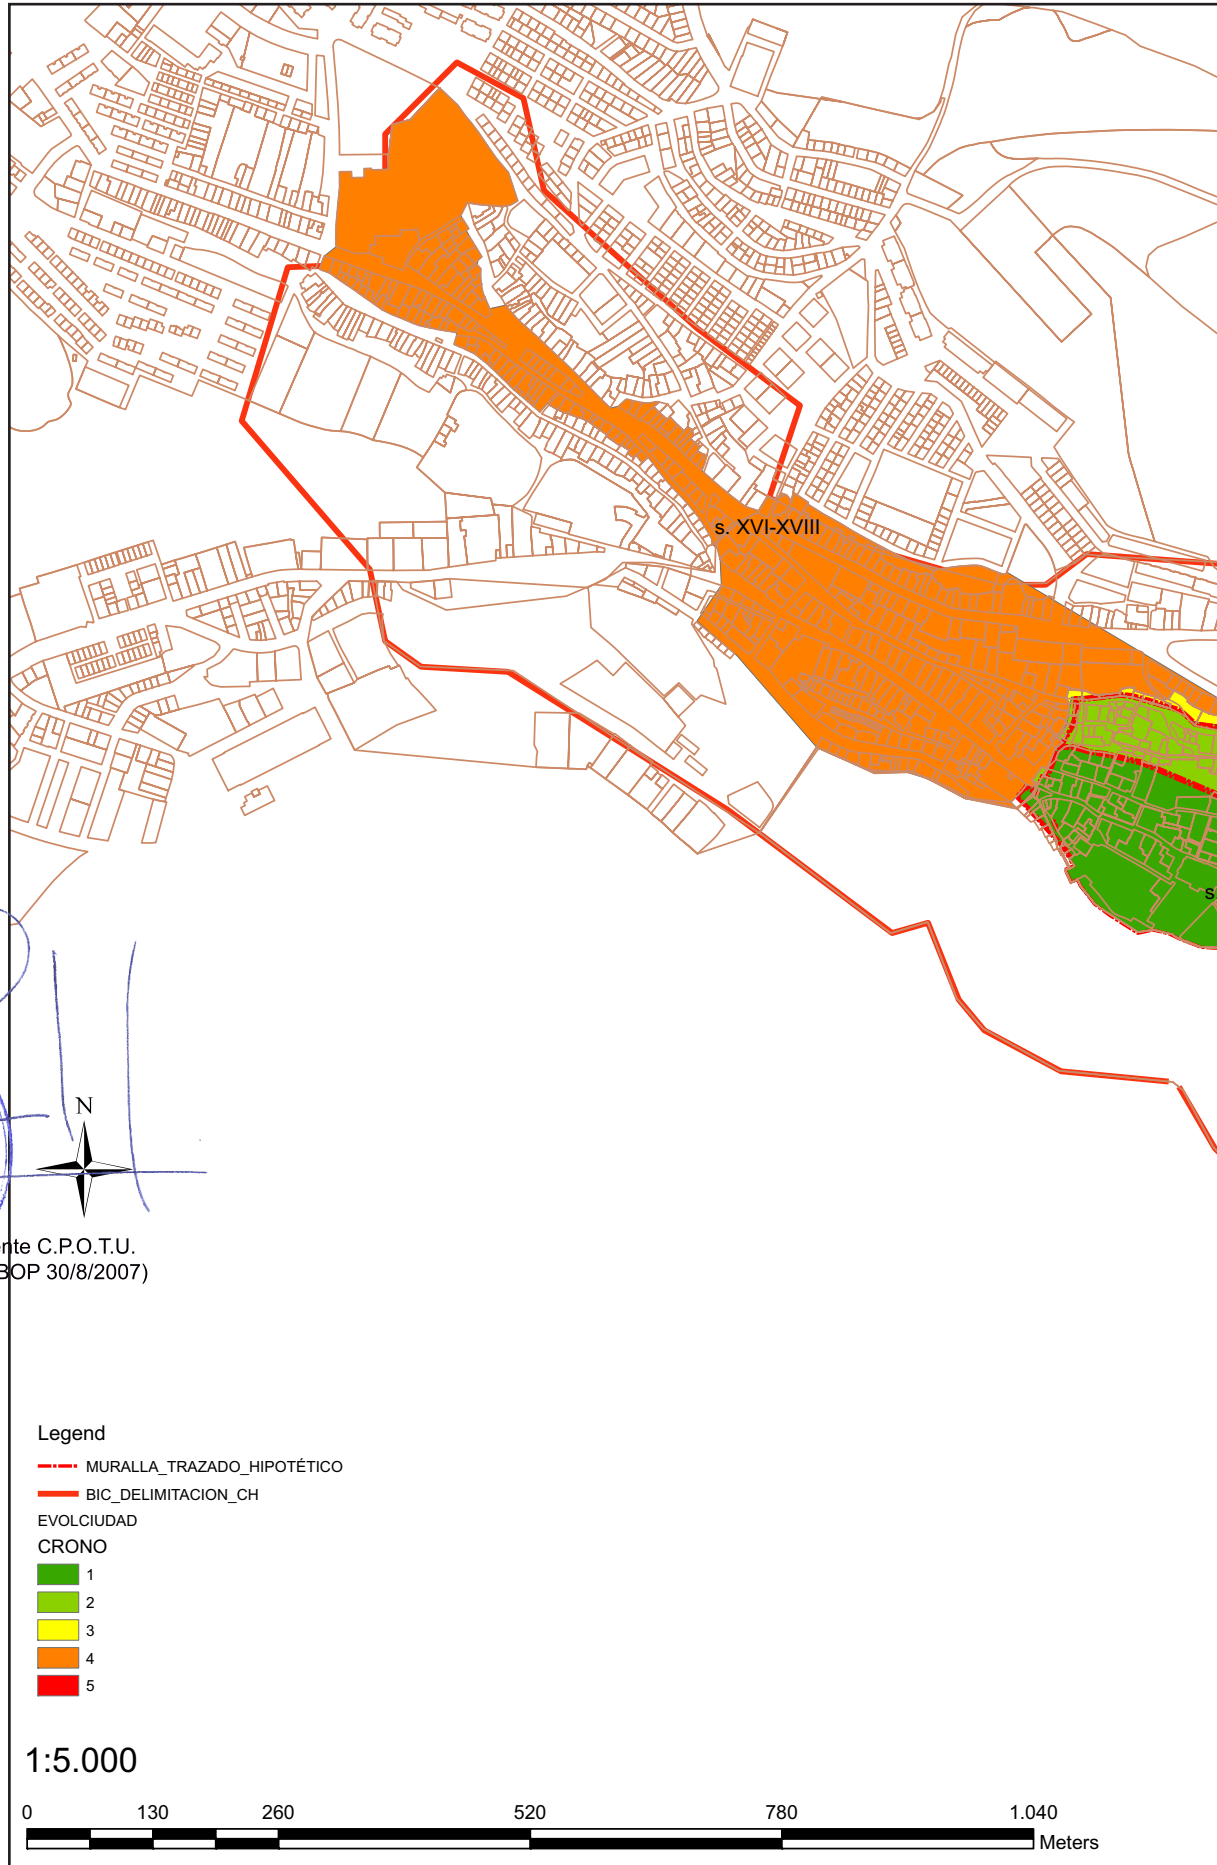 s. XVI-XVIII
s
N
nte C.P.O.T.U.
BOP 30/8/2007)
Legend
MURALLA_TRAZADO_HIPOTÉTICO
BIC_DELIMITACION_CH
EVOLCIUDAD
CRONO
1
2
3
4
5
1:5.000
0 130 260 520 780 1.040
Meters